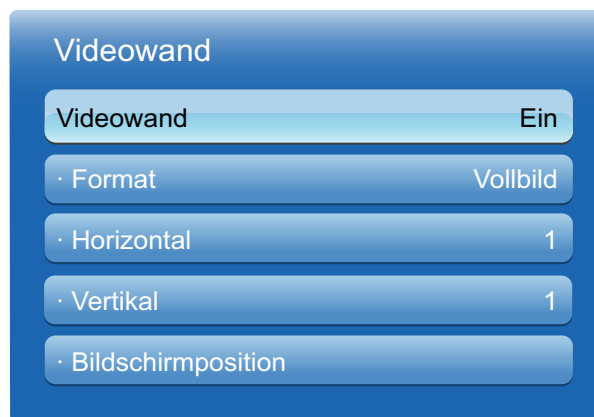 Videowand
Videowand Ein
· Format Vollbild
· Horizontal 1
· Vertikal 1
· Bildschirmposition